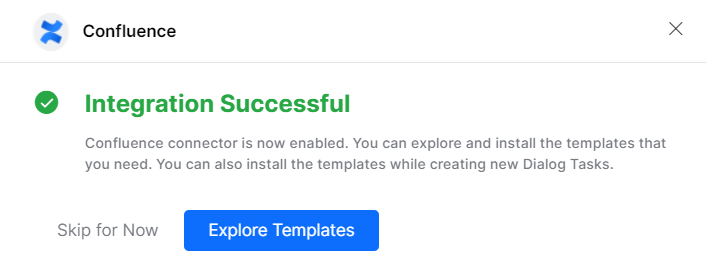 Confluence
Integration Successful
Confluence connector is now enabled. You can explore and install the templates that
you need. You can also install the templates while creating new Dialog Tasks.
Skip for Now
Explore Templates